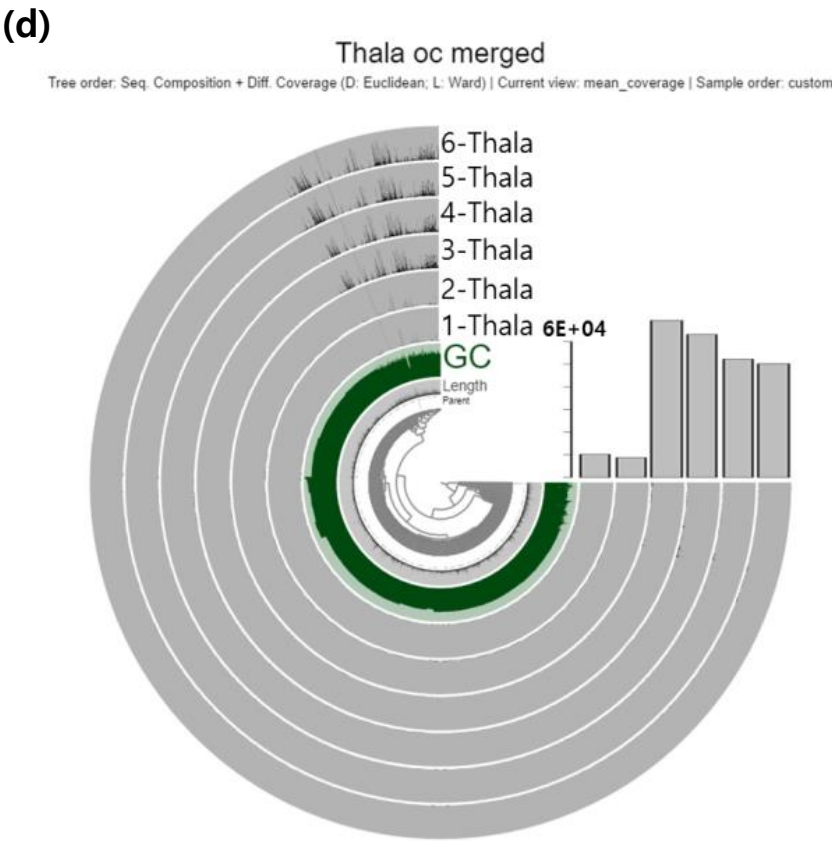 (d)
Thala oc merged
Tree order: Seq. Composition + Diff. Coverage (D: Euclidean; L: Ward) | Current view: mean_coverage | Sample order: custom
6-Thala
5-Thala
4-Thala
3-Thala
2-Thala
1-Thala 6E+04
GC
Length
Parent